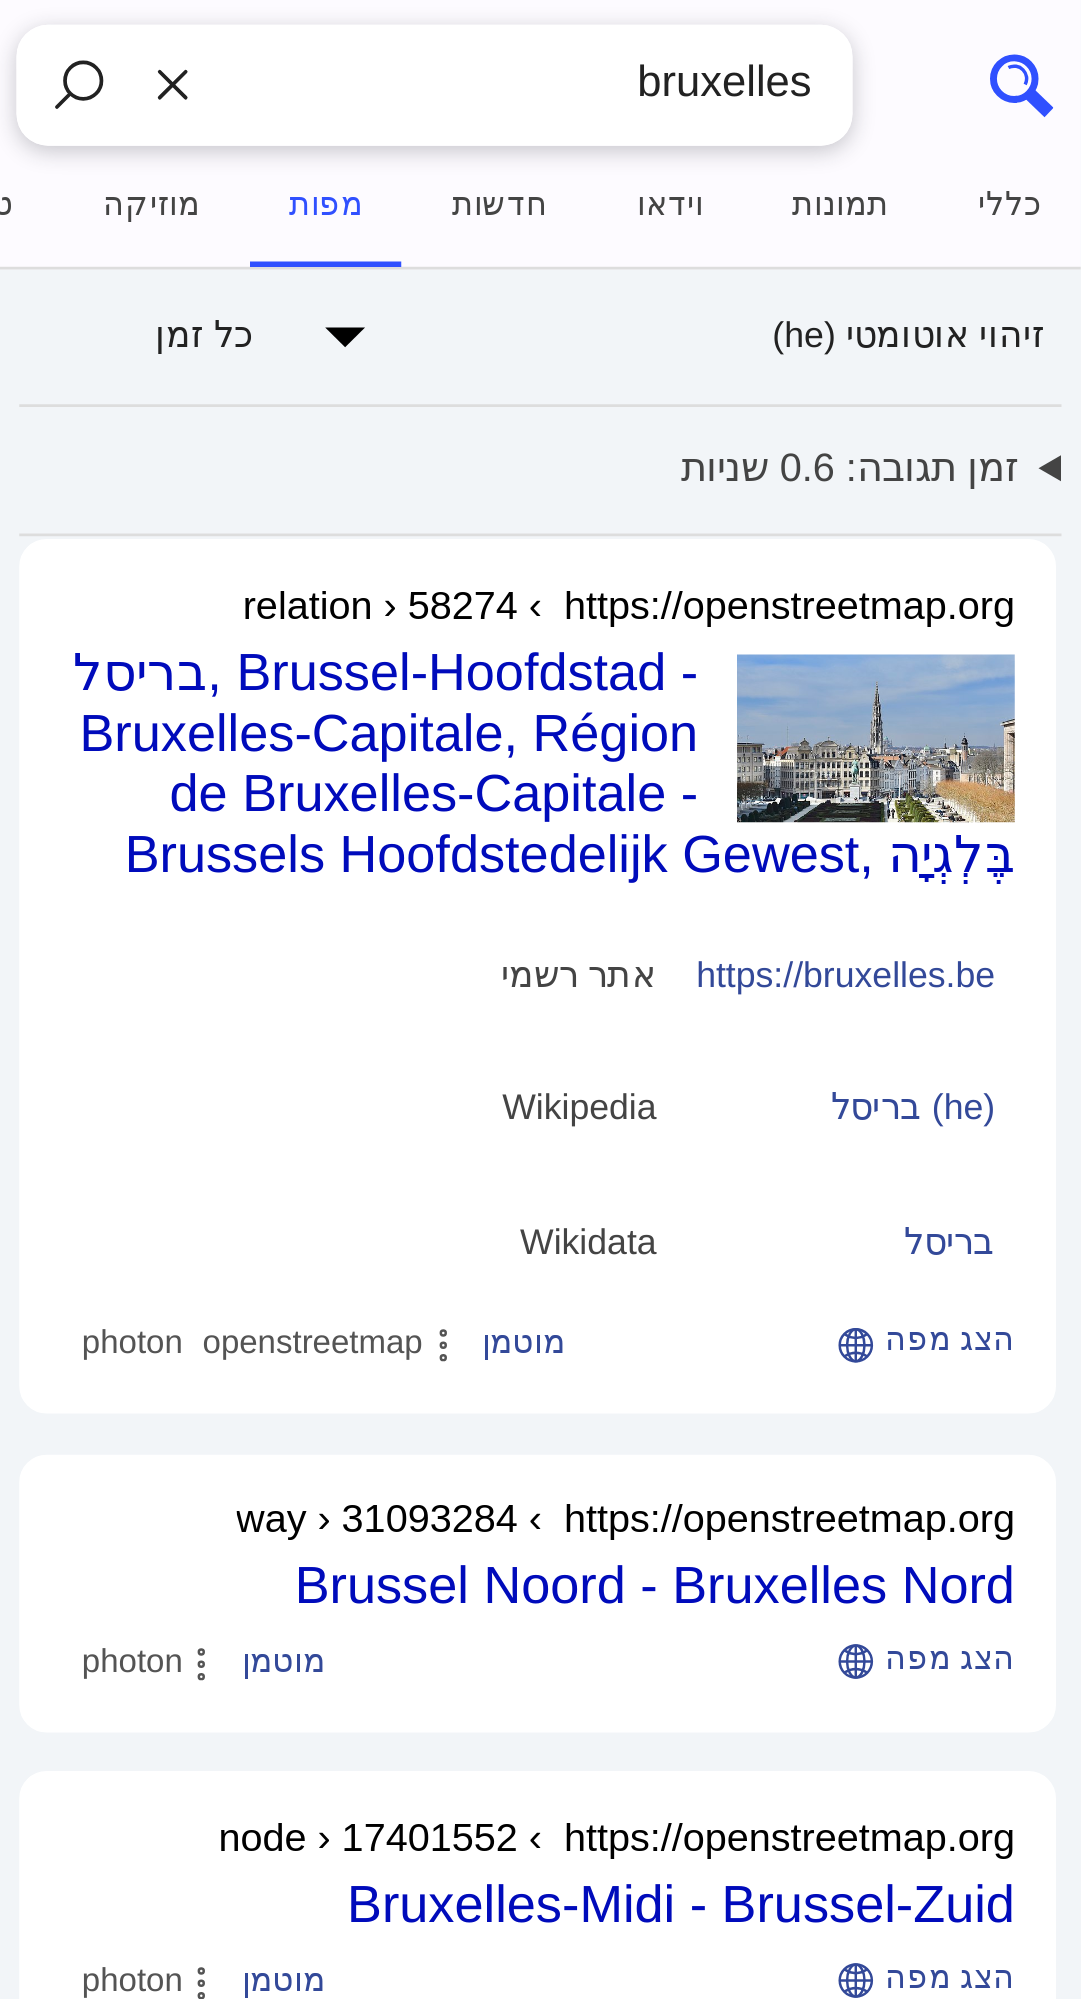 bruxelles
כללי תמונות וידאו חדשות מפות מוזיקה
זיהוי אוטומטי (he) כל זמן
זמן תגובה: 0.6 שניות
https://openstreetmap.org › relation › 58274
בריסל, Brussel-Hoofdstad -
Bruxelles-Capitale, Région
de Bruxelles-Capitale -
Brussels Hoofdstedelijk Gewest, בֶּלְגְיָה
אתר רשמי https://bruxelles.be
Wikipedia בריסל (he)
Wikidata בריסל
הצג מפה מוטמן openstreetmap photon
https://openstreetmap.org › way › 31093284
Brussel Noord - Bruxelles Nord
הצג מפה מוטמן photon
https://openstreetmap.org › node › 17401552
Bruxelles-Midi - Brussel-Zuid
הצג מפה מוטמן photon